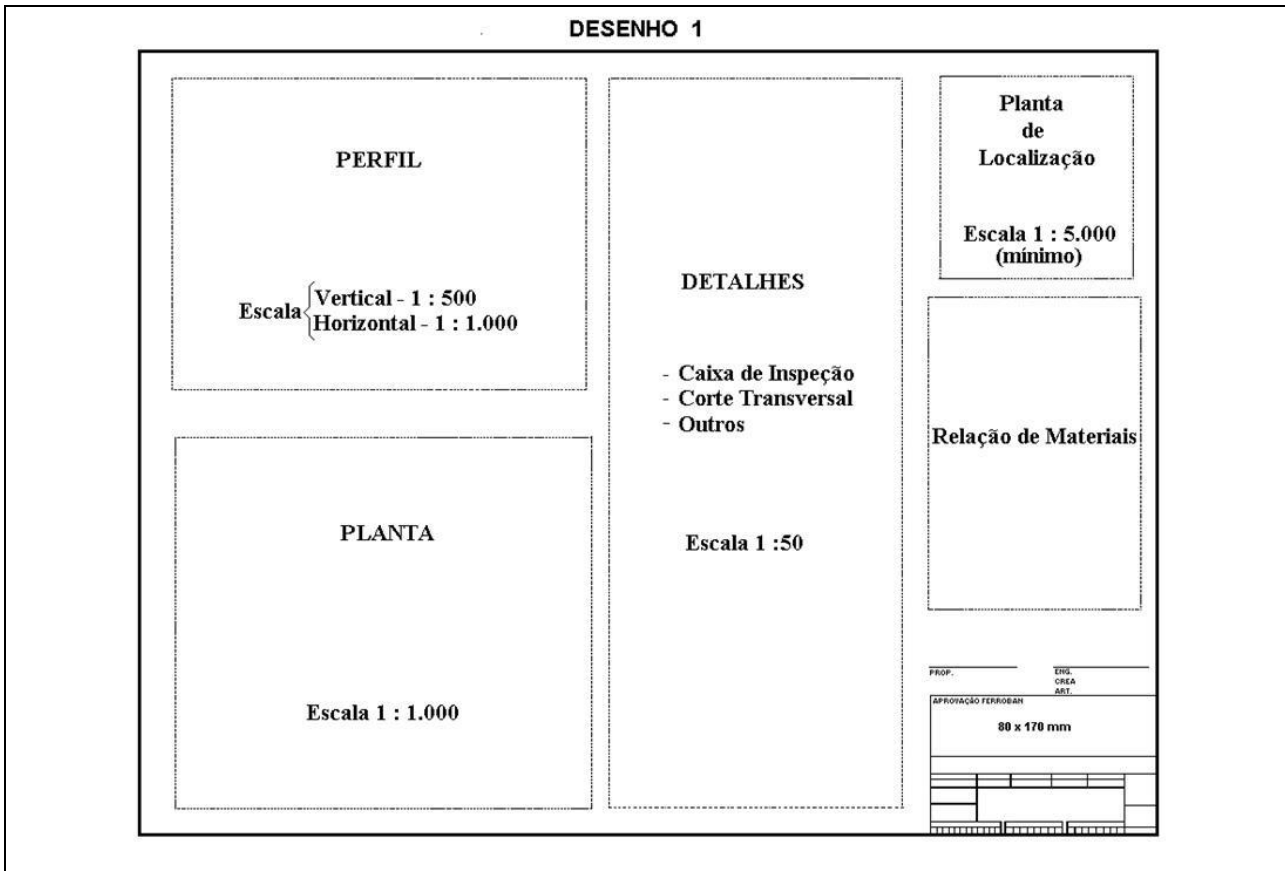 DESENHO 1
PERFIL
Escala
Vertical - 1 : 500
Horizontal - 1 : 1.000
PLANTA
Escala 1 : 1.000
DETALHES
- Caixa de Inspeção
- Corte Transversal
- Outros
Escala 1 :50
Planta
de
Localização
Escala 1 : 5.000
(mínimo)
Relação de Materiais
PROP.
ENG.
CREA
ART.
APROVAÇÃO FERROBAN
80 x 170 mm